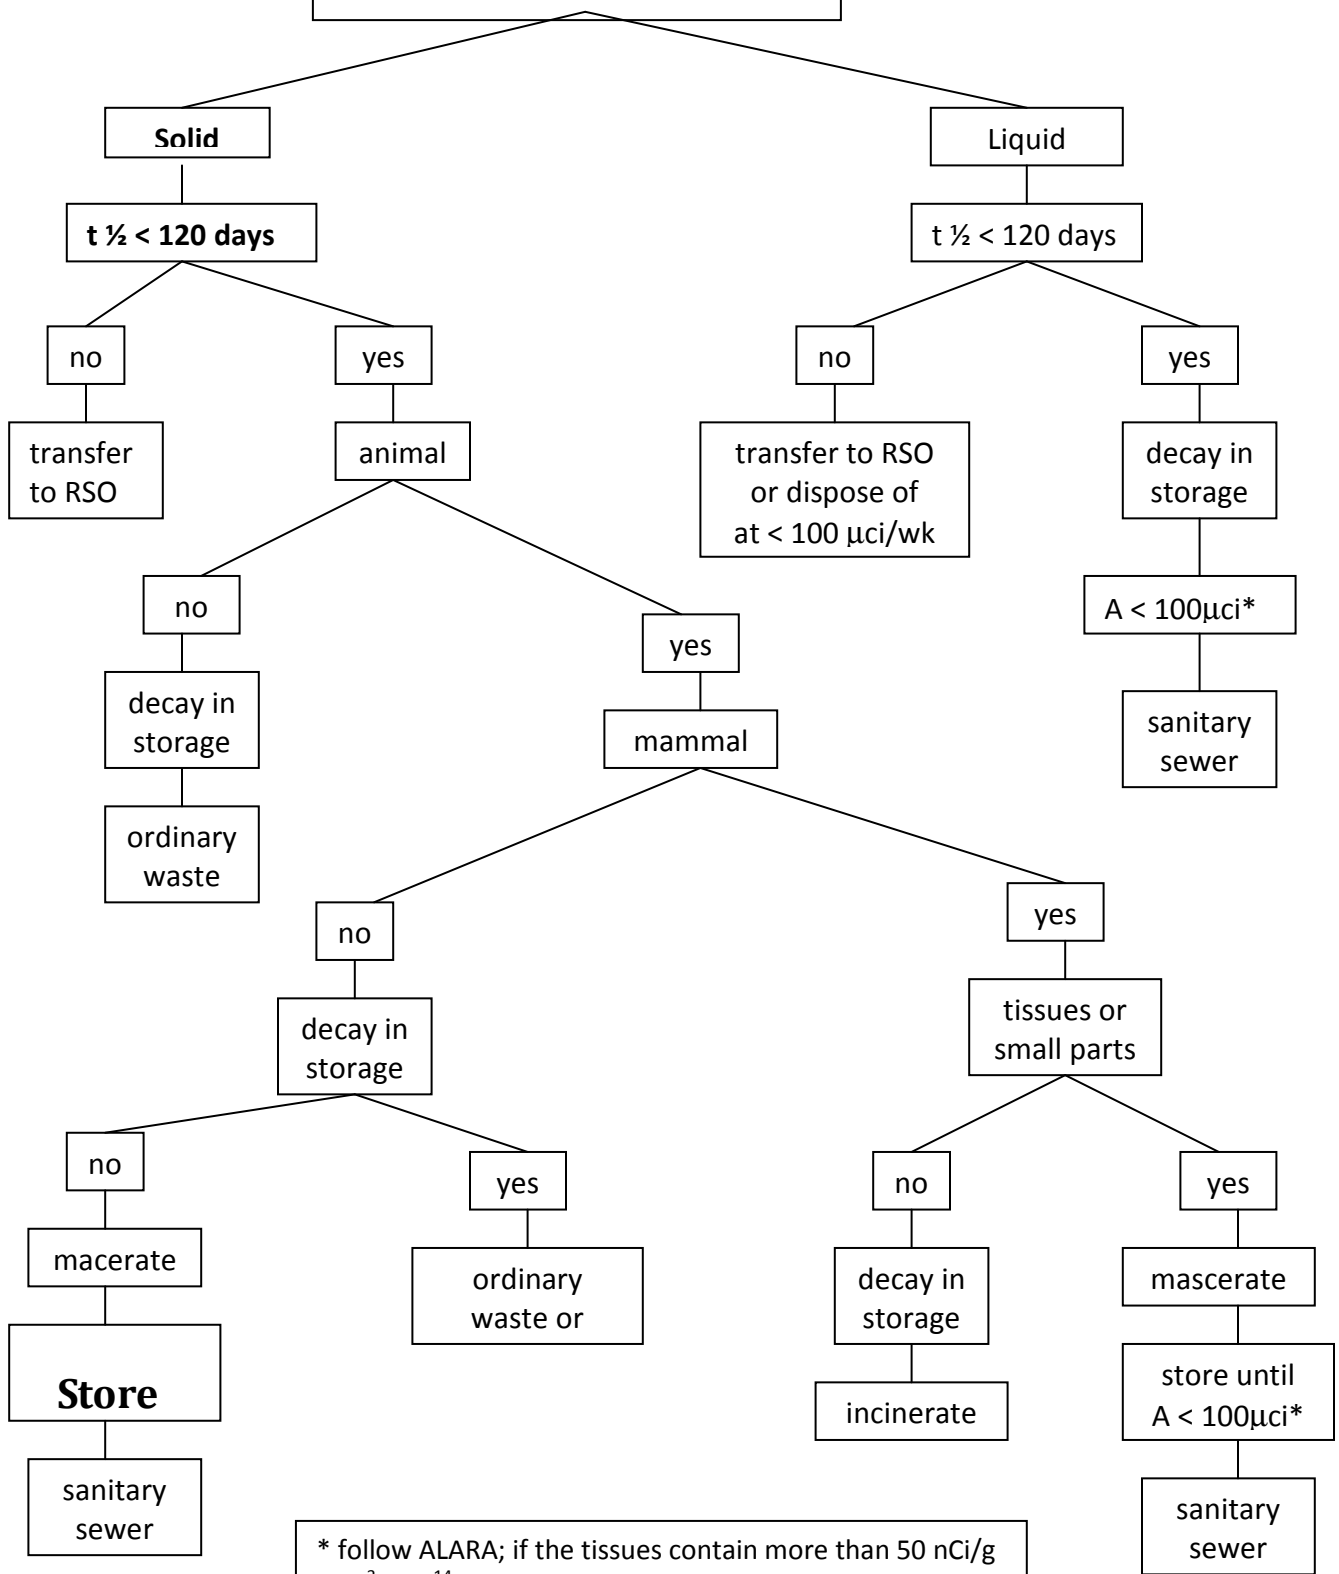 Solid
Liquid
t ½ < 120 days
t ½ < 120 days
no
yes
no
yes
transfer
to RSO
animal
transfer to RSO
or dispose of
at < 100 μci/wk
decay in
storage
no
yes
A < 100μci*
decay in
storage
mammal
sanitary
sewer
ordinary
waste
no
yes
decay in
storage
tissues or
small parts
no
yes
no
yes
macerate
ordinary
waste or
decay in
storage
mascerate
Store
incinerate
store until
A < 100μci*
sanitary
sewer
sanitary
sewer
* follow ALARA; if the tissues contain more than 50 nCi/g